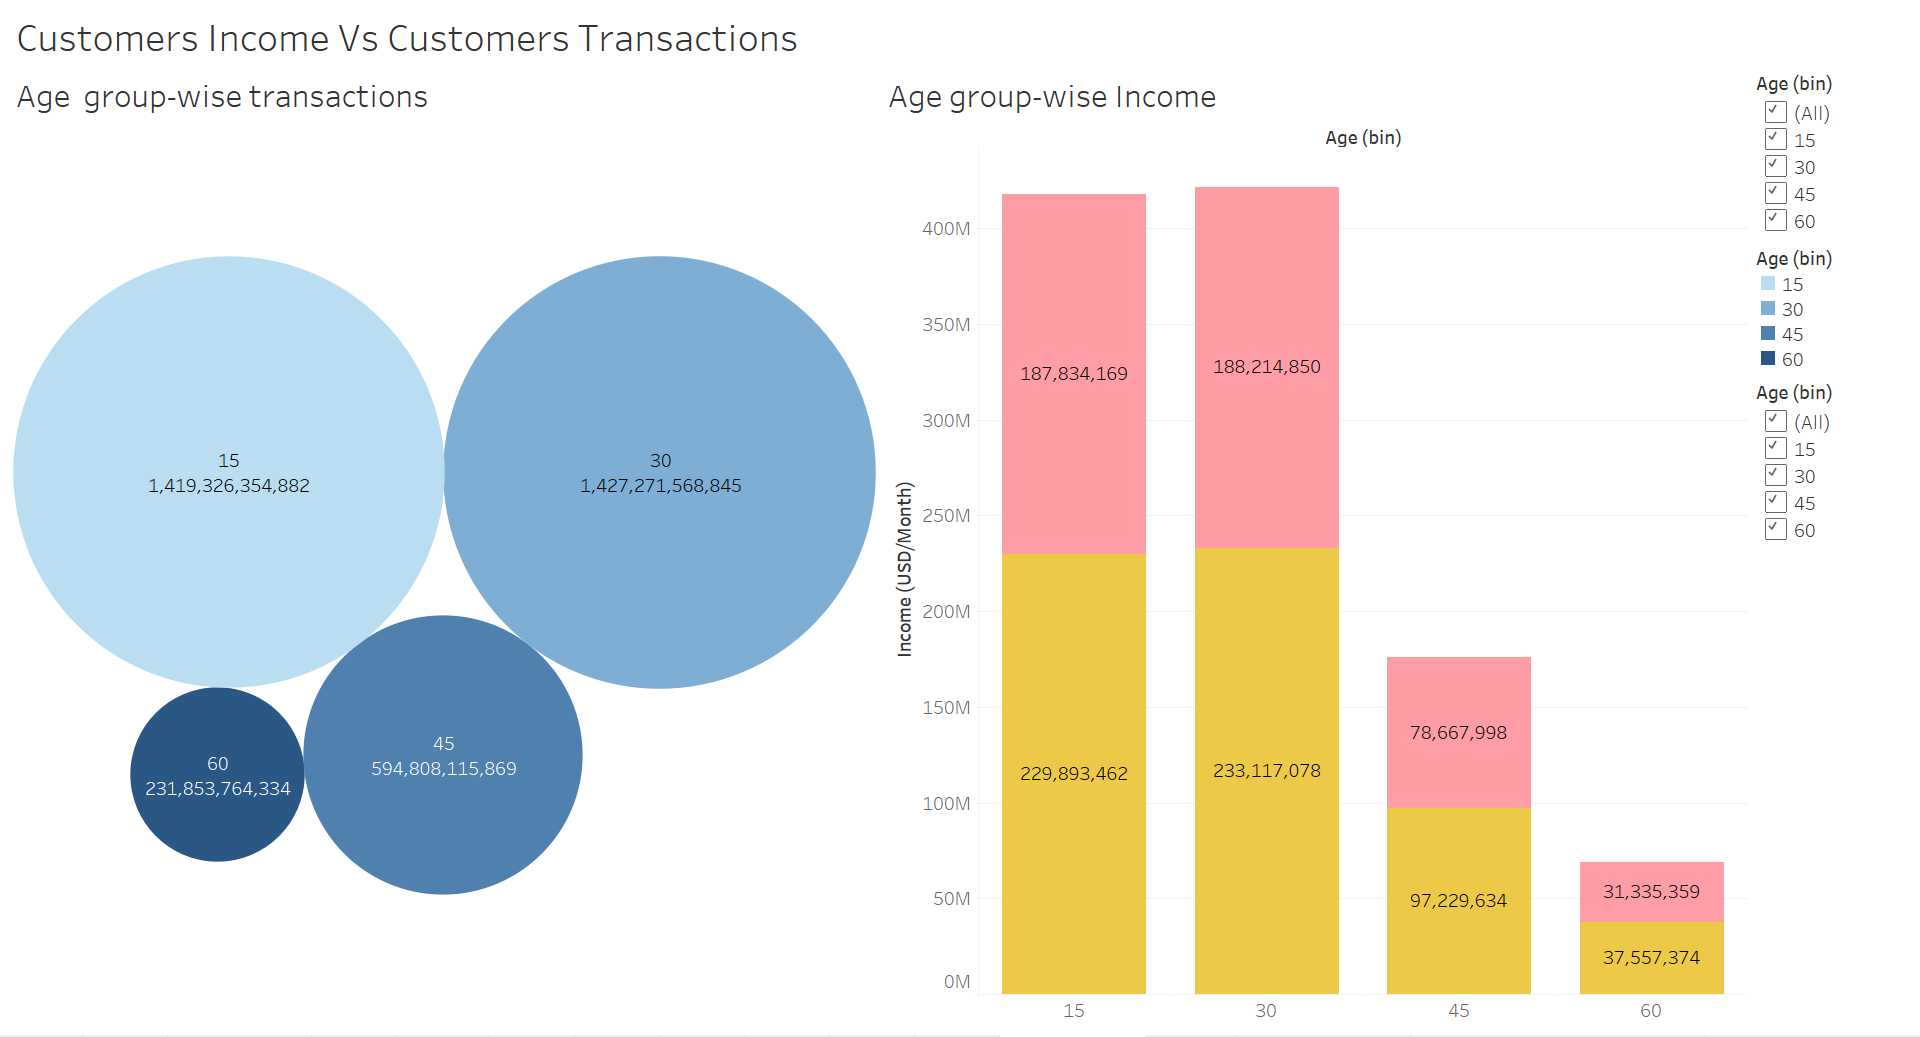 Customers Income Vs Customers Transactions
Age group-wise transactions
15
1,419,326,354,882
30
1,427,271,568,845
45
594,808,115,869
60
231,853,764,334
Age group-wise Income
Age (bin)
Income (USD/Month)
400M
350M
300M
250M
200M
150M
100M
50M
0M
187,834,169
229,893,462
188,214,850
233,117,078
78,667,998
97,229,634
31,335,359
37,557,374
15
30
45
60
Age (bin)
(All)
15
30
45
60
Age (bin)
15
30
45
60
Age (bin)
(All)
15
30
45
60